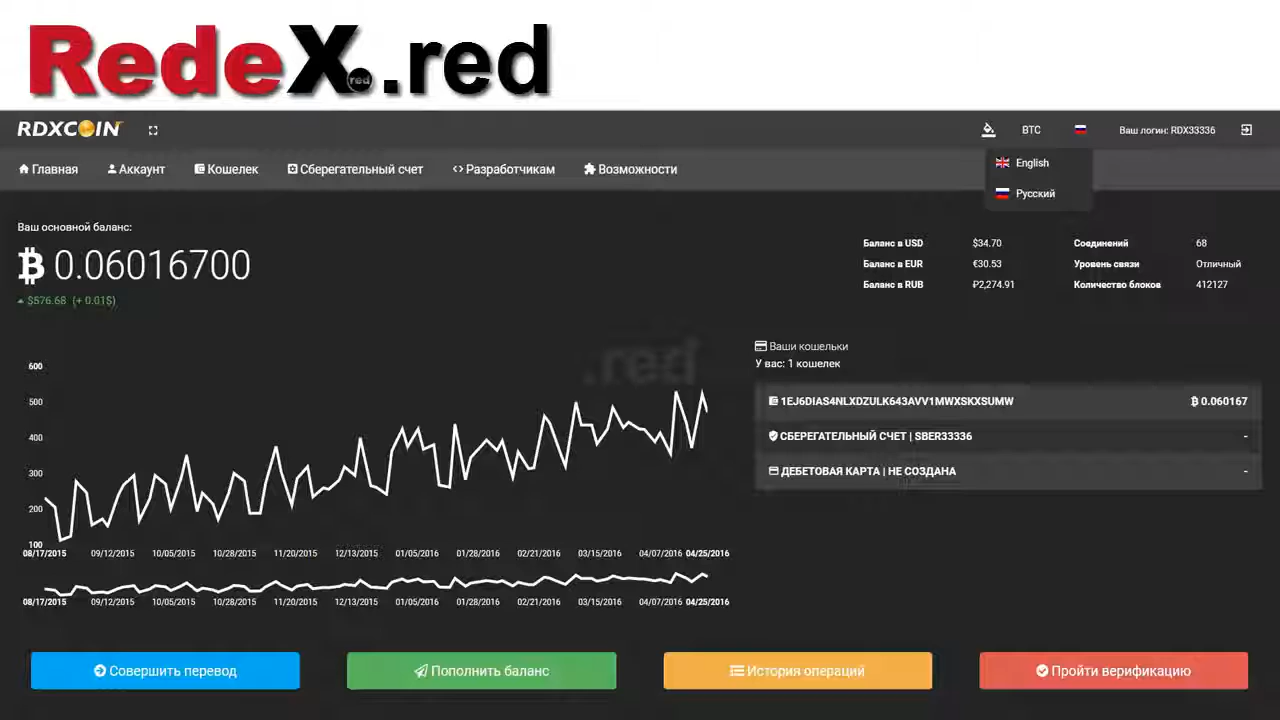 RedeX.red
red
RDXCOIN
BTC
Ваш логин: RDX33336
English
Русский
Главная
Аккаунт
Кошелек
Сберегательный счет
Разработчикам
Возможности
Ваш основной баланс:
0.06016700
$576.68 (+ 0.01$)
Баланс в USD $34.70
Баланс в EUR €30.53
Баланс в RUB ₽2,274.91
Соединений 68
Уровень связи Отличный
Количество блоков 412127
.red
Ваши кошельки
У вас: 1 кошелек
1EJ6DIAS4NLXDZULK643AVV1MWXSKXSUMW ₿ 0.060167
СБЕРЕГАТЕЛЬНЫЙ СЧЕТ | SBER33336 -
ДЕБЕТОВАЯ КАРТА | НЕ СОЗДАНА -
600
500
400
300
200
100
08/17/2015 09/12/2015 10/05/2015 10/28/2015 11/20/2015 12/13/2015 01/05/2016 01/28/2016 02/21/2016 03/15/2016 04/07/2016 04/25/2016
08/17/2015 09/12/2015 10/05/2015 10/28/2015 11/20/2015 12/13/2015 01/05/2016 01/28/2016 02/21/2016 03/15/2016 04/07/2016 04/25/2016
Совершить перевод
Пополнить баланс
История операций
Пройти верификацию